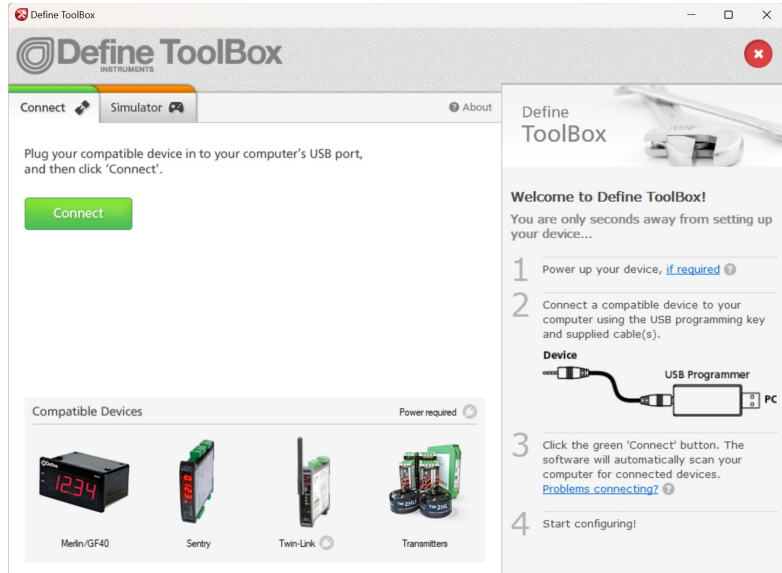 Define ToolBox
Define ToolBox
INSTRUMENTS
Connect
Simulator
About
Plug your compatible device in to your computer's USB port,
and then click 'Connect'.
Connect
Compatible Devices
Power required
Define
12.34
Merlin/GF40
Sentry
Twin-Link
Transmitters
Define
ToolBox
Welcome to Define ToolBox!
You are only seconds away from setting up
your device...
1 Power up your device, if required
2 Connect a compatible device to your
computer using the USB programming key
and supplied cable(s).
Device
USB Programmer
PC
3 Click the green 'Connect' button. The
software will automatically scan your
computer for connected devices.
Problems connecting?
4 Start configuring!